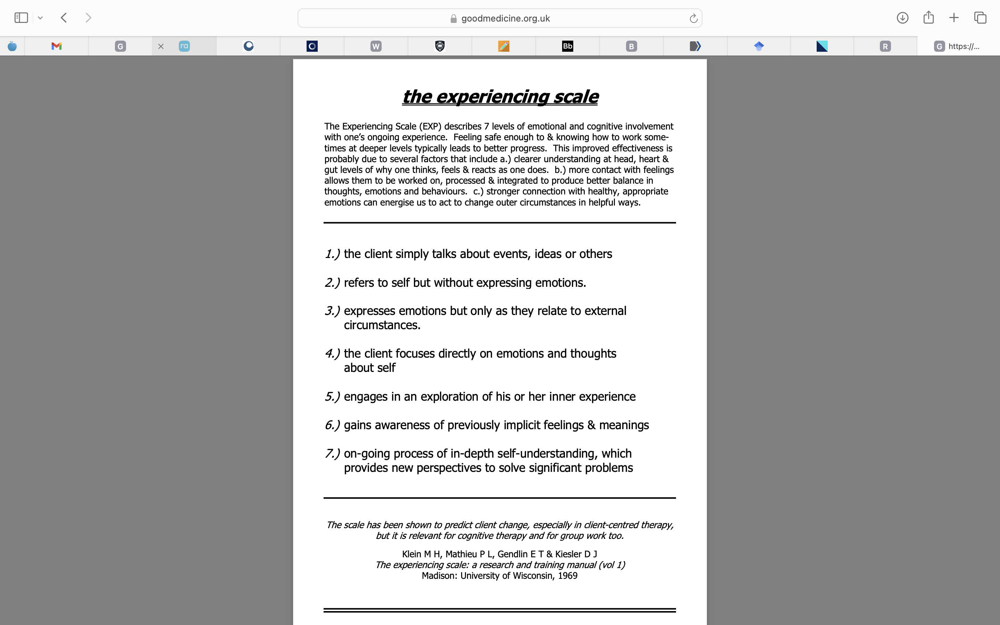 goodmedicine.org.uk
G
ra
W
Bb
B
R
G https://...
the experiencing scale
The Experiencing Scale (EXP) describes 7 levels of emotional and cognitive involvement
with one’s ongoing experience.  Feeling safe enough to & knowing how to work some-
times at deeper levels typically leads to better progress.  This improved effectiveness is
probably due to several factors that include a.) clearer understanding at head, heart &
gut levels of why one thinks, feels & reacts as one does.  b.) more contact with feelings
allows them to be worked on, processed & integrated to produce better balance in
thoughts, emotions and behaviours.  c.) stronger connection with healthy, appropriate
emotions can energise us to act to change outer circumstances in helpful ways.
1.) the client simply talks about events, ideas or others
2.) refers to self but without expressing emotions.
3.) expresses emotions but only as they relate to external
circumstances.
4.) the client focuses directly on emotions and thoughts
about self
5.) engages in an exploration of his or her inner experience
6.) gains awareness of previously implicit feelings & meanings
7.) on-going process of in-depth self-understanding, which
provides new perspectives to solve significant problems
The scale has been shown to predict client change, especially in client-centred therapy,
but it is relevant for cognitive therapy and for group work too.
Klein M H, Mathieu P L, Gendlin E T & Kiesler D J
The experiencing scale: a research and training manual (vol 1)
Madison: University of Wisconsin, 1969